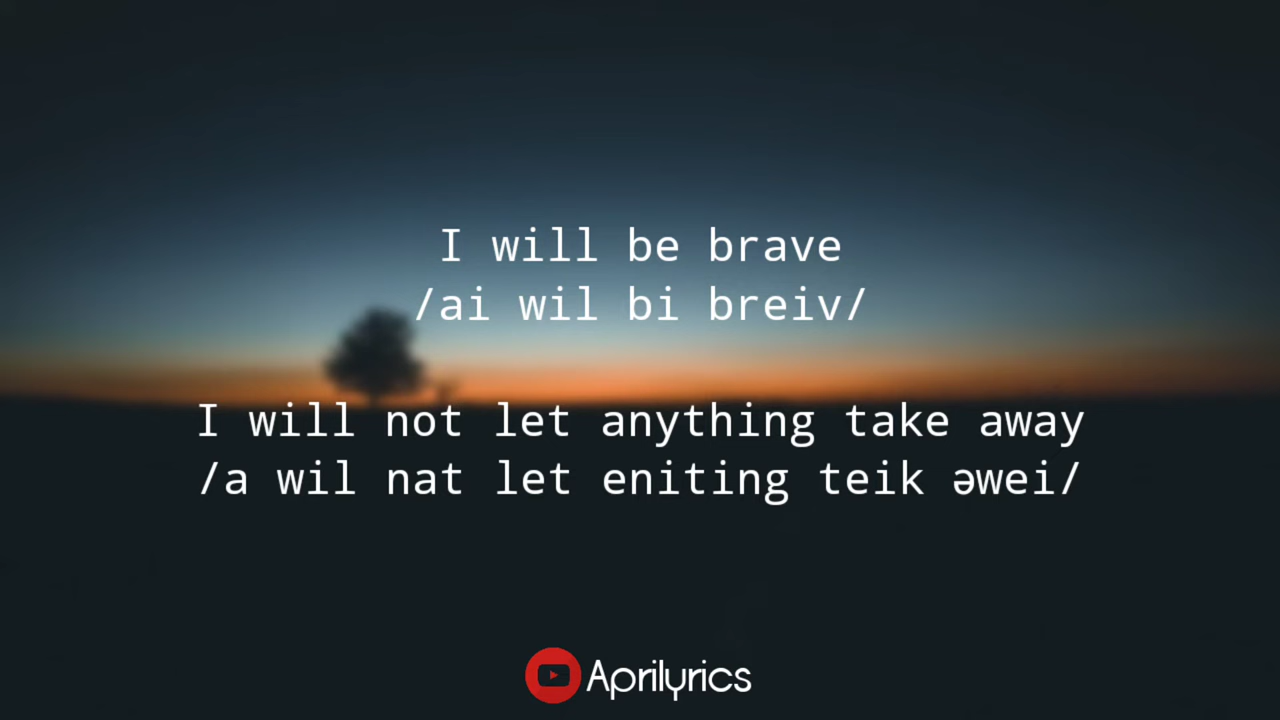 I will be brave
/ai wil bi breiv/
I will not let anything take away
/a wil nat let eniting teik əwei/
Aprilyrics